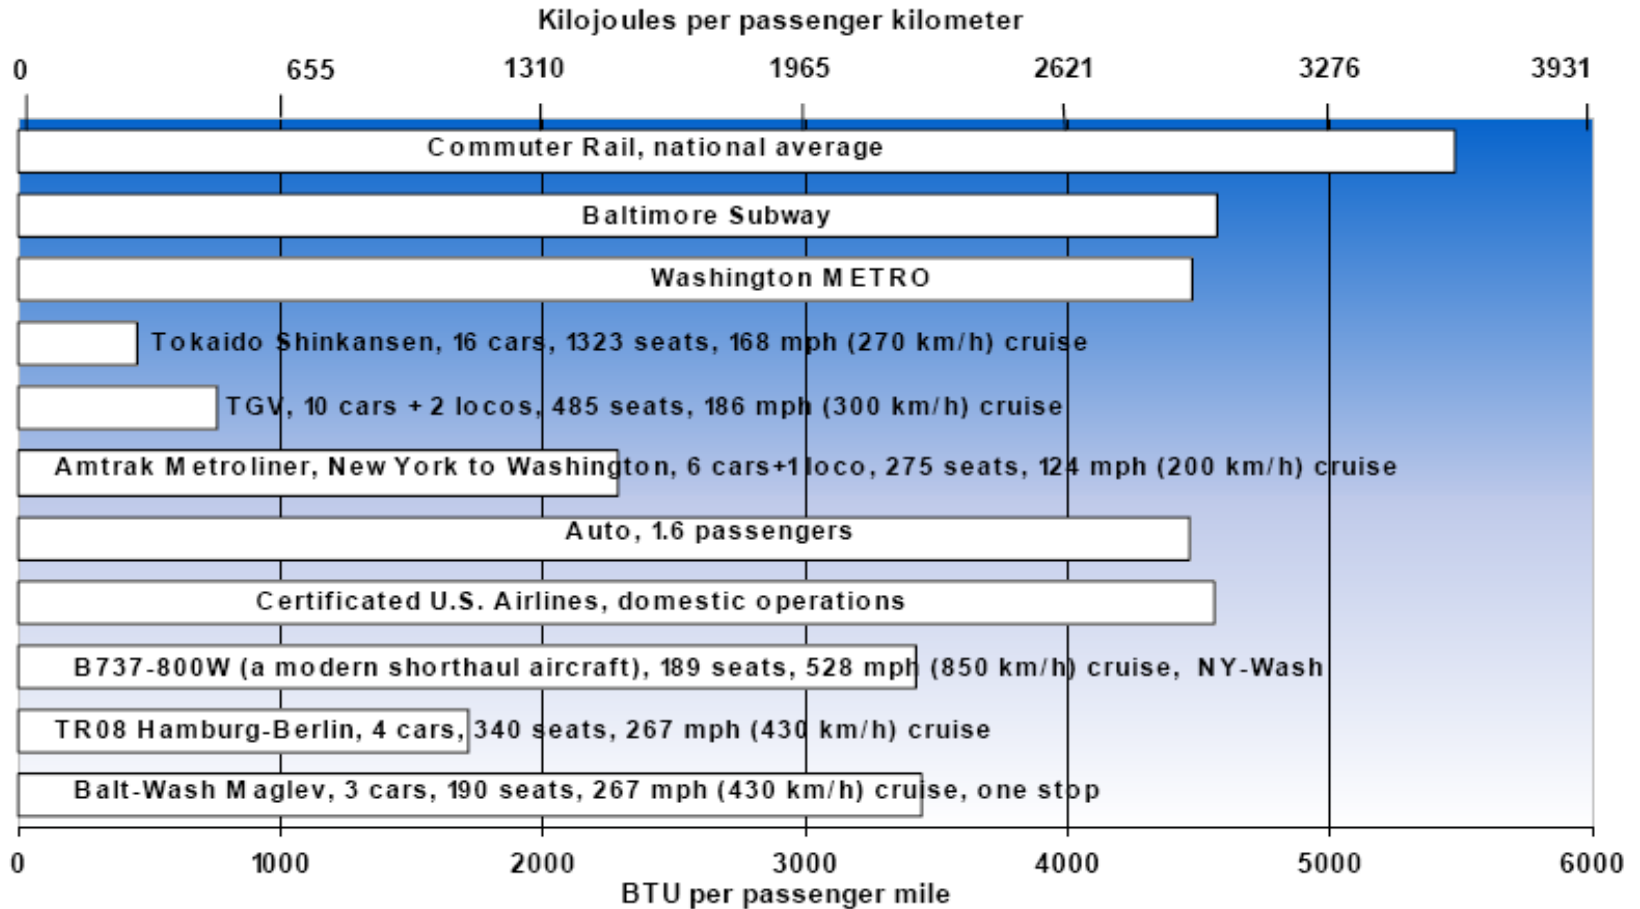 Kilojoules per passenger kilometer
0 655 1310 1965 2621 3276 3931
Commuter Rail, national average
Baltimore Subway
Washington METRO
Tokaido Shinkansen, 16 cars, 1323 seats, 168 mph (270 km/h) cruise
TGV, 10 cars + 2 locos, 485 seats, 186 mph (300 km/h) cruise
Amtrak Metroliner, New York to Washington, 6 cars+1 loco, 275 seats, 124 mph (200 km/h) cruise
Auto, 1.6 passengers
Certificated U.S. Airlines, domestic operations
B737-800W (a modern shorthaul aircraft), 189 seats, 528 mph (850 km/h) cruise, NY-Wash
TR08 Hamburg-Berlin, 4 cars, 340 seats, 267 mph (430 km/h) cruise
Balt-Wash Maglev, 3 cars, 190 seats, 267 mph (430 km/h) cruise, one stop
0 1000 2000 3000 4000 5000 6000
BTU per passenger mile